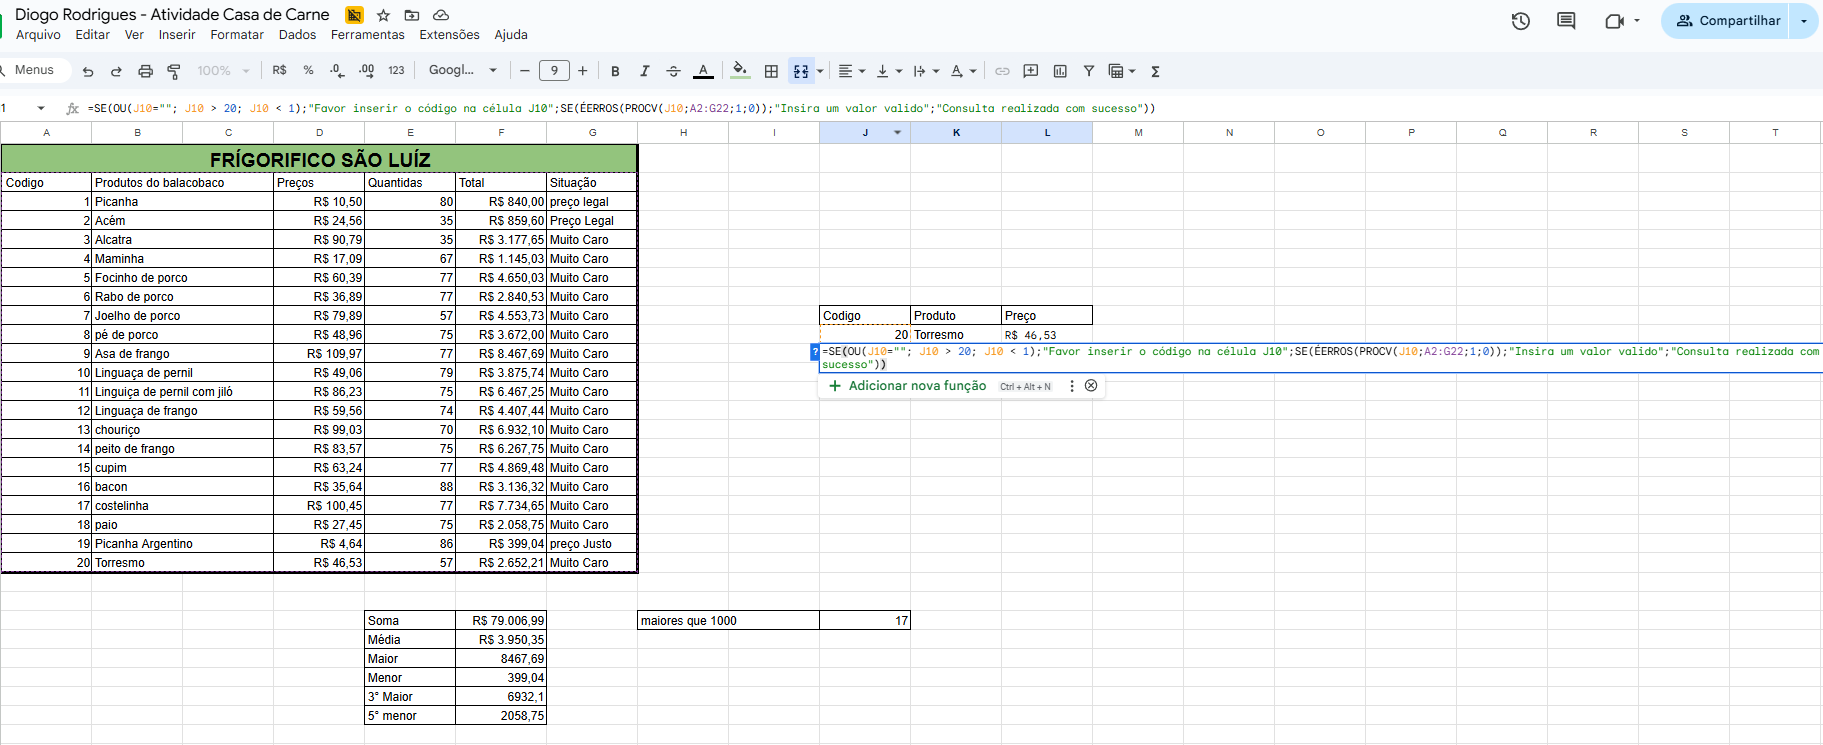 Diogo Rodrigues - Atividade Casa de Carne
Arquivo Editar Ver Inserir Formatar Dados Ferramentas Extensões Ajuda
Compartilhar
Menus 100% R$ % .0 .00 123 Googl... 9 B I A
1 fx =SE(OU(J10=""; J10 > 20; J10 < 1);"Favor inserir o código na célula J10";SE(ÉERROS(PROCV(J10;A2:G22;1;0));"Insira um valor valido";"Consulta realizada com sucesso"))
A B C D E F G H I J K L M N O P Q R S T
FRÍGORIFICO SÃO LUÍZ
Codigo Produtos do balacobaco Preços Quantidas Total Situação
1 Picanha R$ 10,50 80 R$ 840,00 preço legal
2 Acém R$ 24,56 35 R$ 859,60 Preço Legal
3 Alcatra R$ 90,79 35 R$ 3.177,65 Muito Caro
4 Maminha R$ 17,09 67 R$ 1.145,03 Muito Caro
5 Focinho de porco R$ 60,39 77 R$ 4.650,03 Muito Caro
6 Rabo de porco R$ 36,89 77 R$ 2.840,53 Muito Caro
7 Joelho de porco R$ 79,89 57 R$ 4.553,73 Muito Caro
8 pé de porco R$ 48,96 75 R$ 3.672,00 Muito Caro
9 Asa de frango R$ 109,97 77 R$ 8.467,69 Muito Caro
10 Linguaça de pernil R$ 49,06 79 R$ 3.875,74 Muito Caro
11 Linguiça de pernil com jiló R$ 86,23 75 R$ 6.467,25 Muito Caro
12 Linguaça de frango R$ 59,56 74 R$ 4.407,44 Muito Caro
13 chouriço R$ 99,03 70 R$ 6.932,10 Muito Caro
14 peito de frango R$ 83,57 75 R$ 6.267,75 Muito Caro
15 cupim R$ 63,24 77 R$ 4.869,48 Muito Caro
16 bacon R$ 35,64 88 R$ 3.136,32 Muito Caro
17 costelinha R$ 100,45 77 R$ 7.734,65 Muito Caro
18 paio R$ 27,45 75 R$ 2.058,75 Muito Caro
19 Picanha Argentino R$ 4,64 86 R$ 399,04 preço Justo
20 Torresmo R$ 46,53 57 R$ 2.652,21 Muito Caro
Codigo Produto Preço
20 Torresmo R$ 46,53
? =SE(OU(J10=""; J10 > 20; J10 < 1);"Favor inserir o código na célula J10";SE(ÉERROS(PROCV(J10;A2:G22;1;0));"Insira um valor valido";"Consulta realizada com
sucesso"))
+ Adicionar nova função Ctrl + Alt + N
Soma R$ 79.006,99
Média R$ 3.950,35
Maior 8467,69
Menor 399,04
3° Maior 6932,1
5° menor 2058,75
maiores que 1000 17